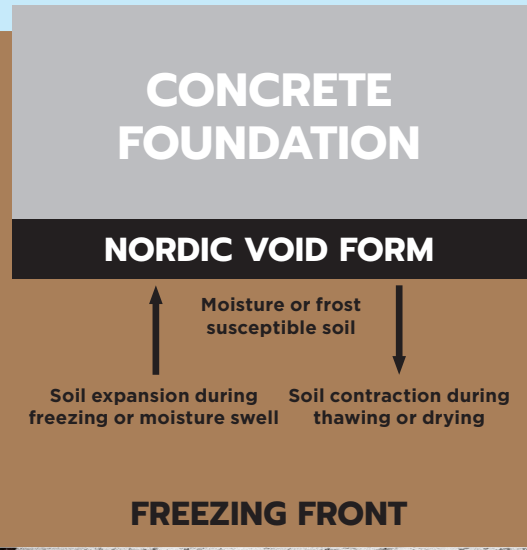 CONCRETE
FOUNDATION
NORDIC VOID FORM
Moisture or frost
susceptible soil
Soil expansion during
freezing or moisture swell
Soil contraction during
thawing or drying
FREEZING FRONT